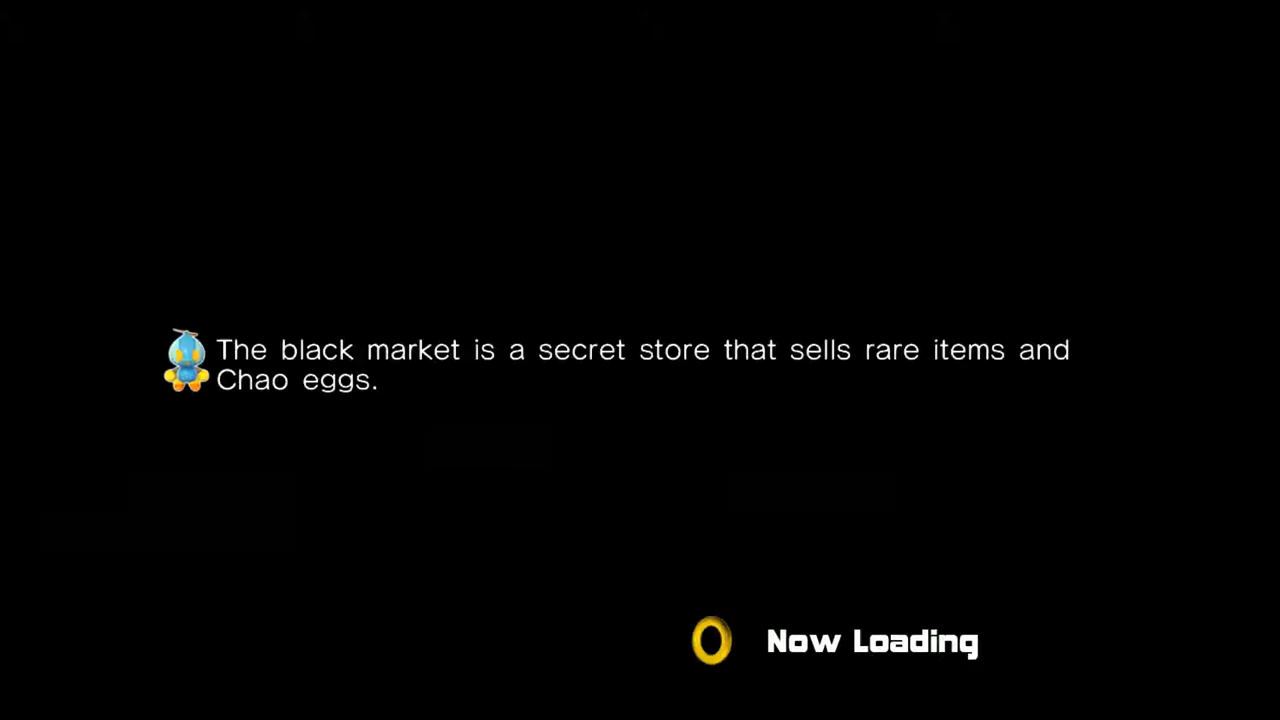 The black market is a secret store that sells rare items and
Chao eggs.
Now Loading